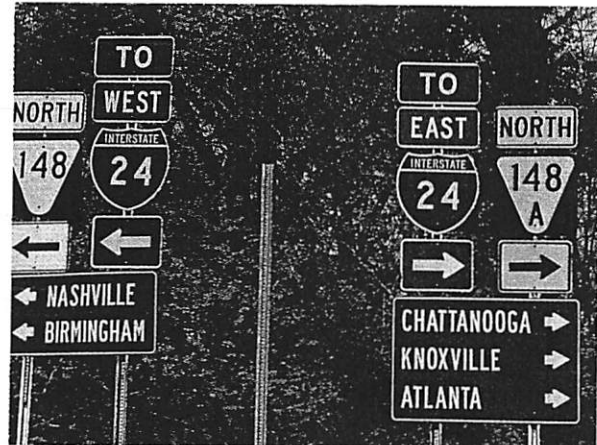 TO
WEST
NORTH
INTERSTATE
24
148
NASHVILLE
BIRMINGHAM
TO
EAST
NORTH
INTERSTATE
24
148
A
CHATTANOOGA
KNOXVILLE
ATLANTA